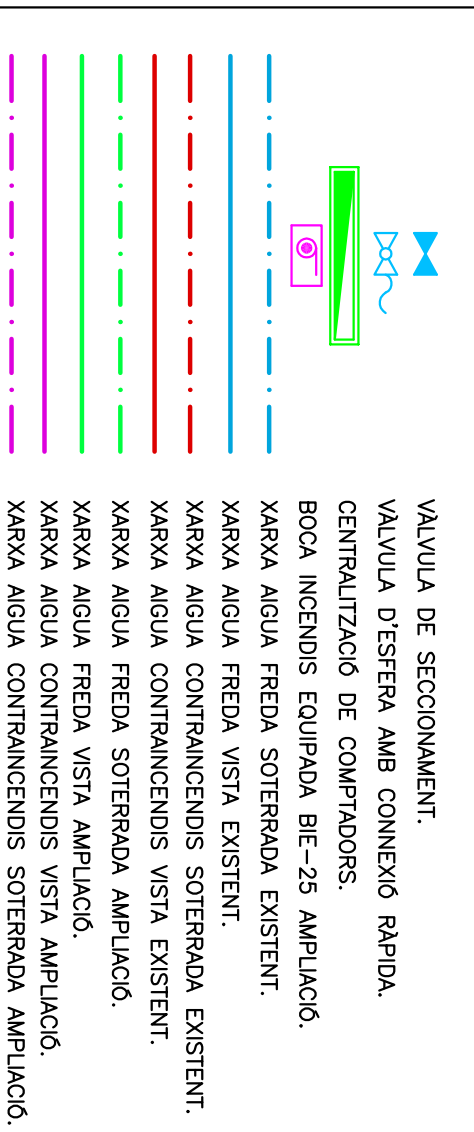 VÀLVULA DE SECCIONAMENT.
VÀLVULA D'ESFERA AMB CONNEXIÓ RÀPIDA.
CENTRALITZACIÓ DE COMPTADORS.
BOCA INCENDIS EQUIPADA BIE-25 AMPLIACIÓ.
XARXA AIGUA FREDA SOTERRADA EXISTENT.
XARXA AIGUA FREDA VISTA EXISTENT.
XARXA AIGUA CONTRAINCENDIS SOTERRADA EXISTENT.
XARXA AIGUA CONTRAINCENDIS VISTA EXISTENT.
XARXA AIGUA FREDA SOTERRADA AMPLIACIÓ.
XARXA AIGUA FREDA VISTA AMPLIACIÓ.
XARXA AIGUA CONTRAINCENDIS VISTA AMPLIACIÓ.
XARXA AIGUA CONTRAINCENDIS SOTERRADA AMPLIACIÓ.